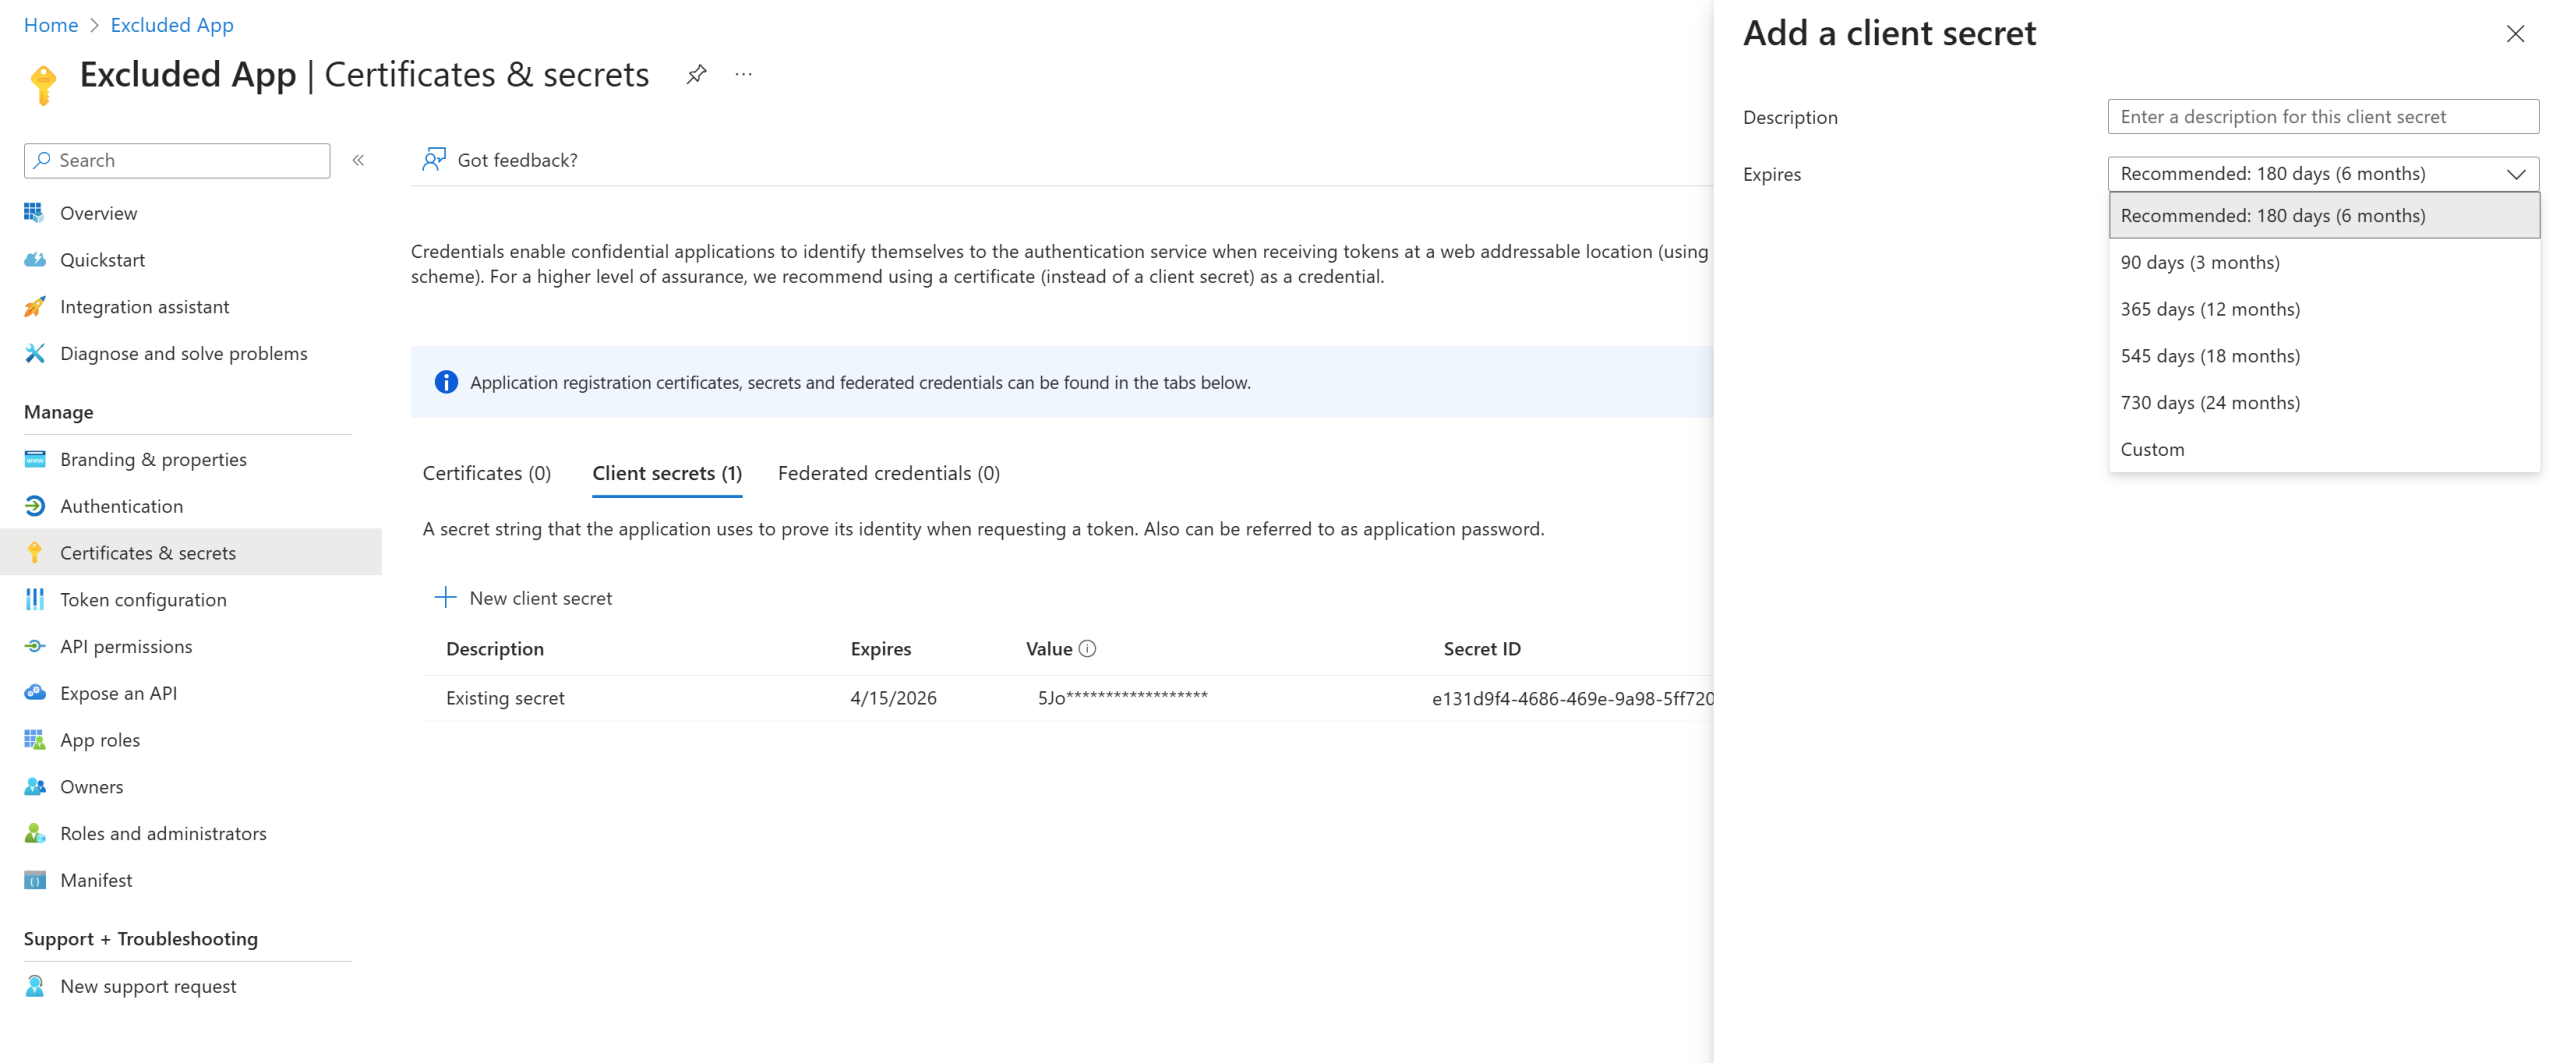 Home > Excluded App
Excluded App | Certificates & secrets
Search
Overview
Quickstart
Integration assistant
Diagnose and solve problems
Manage
Branding & properties
Authentication
Certificates & secrets
Token configuration
API permissions
Expose an API
App roles
Owners
Roles and administrators
Manifest
Support + Troubleshooting
New support request
Got feedback?
Credentials enable confidential applications to identify themselves to the authentication service when receiving tokens at a web addressable location (using
scheme). For a higher level of assurance, we recommend using a certificate (instead of a client secret) as a credential.
Application registration certificates, secrets and federated credentials can be found in the tabs below.
Certificates (0) Client secrets (1) Federated credentials (0)
A secret string that the application uses to prove its identity when requesting a token. Also can be referred to as application password.
New client secret
Description Expires Value Secret ID
Existing secret 4/15/2026 5Jo****************** e131d9f4-4686-469e-9a98-5ff720
Add a client secret
Description Enter a description for this client secret
Expires Recommended: 180 days (6 months)
Recommended: 180 days (6 months)
90 days (3 months)
365 days (12 months)
545 days (18 months)
730 days (24 months)
Custom